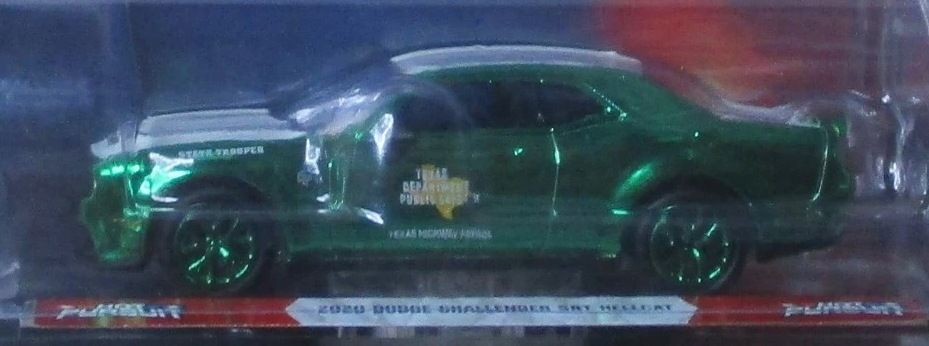 STATE TROOPER
TEXAS
DEPARTMENT
PUBLIC SAFETY
TEXAS HIGHWAY PATROL
HOT PURSUIT
2020 DODGE CHALLENGER SRT HELLCAT
HOT PURSUIT